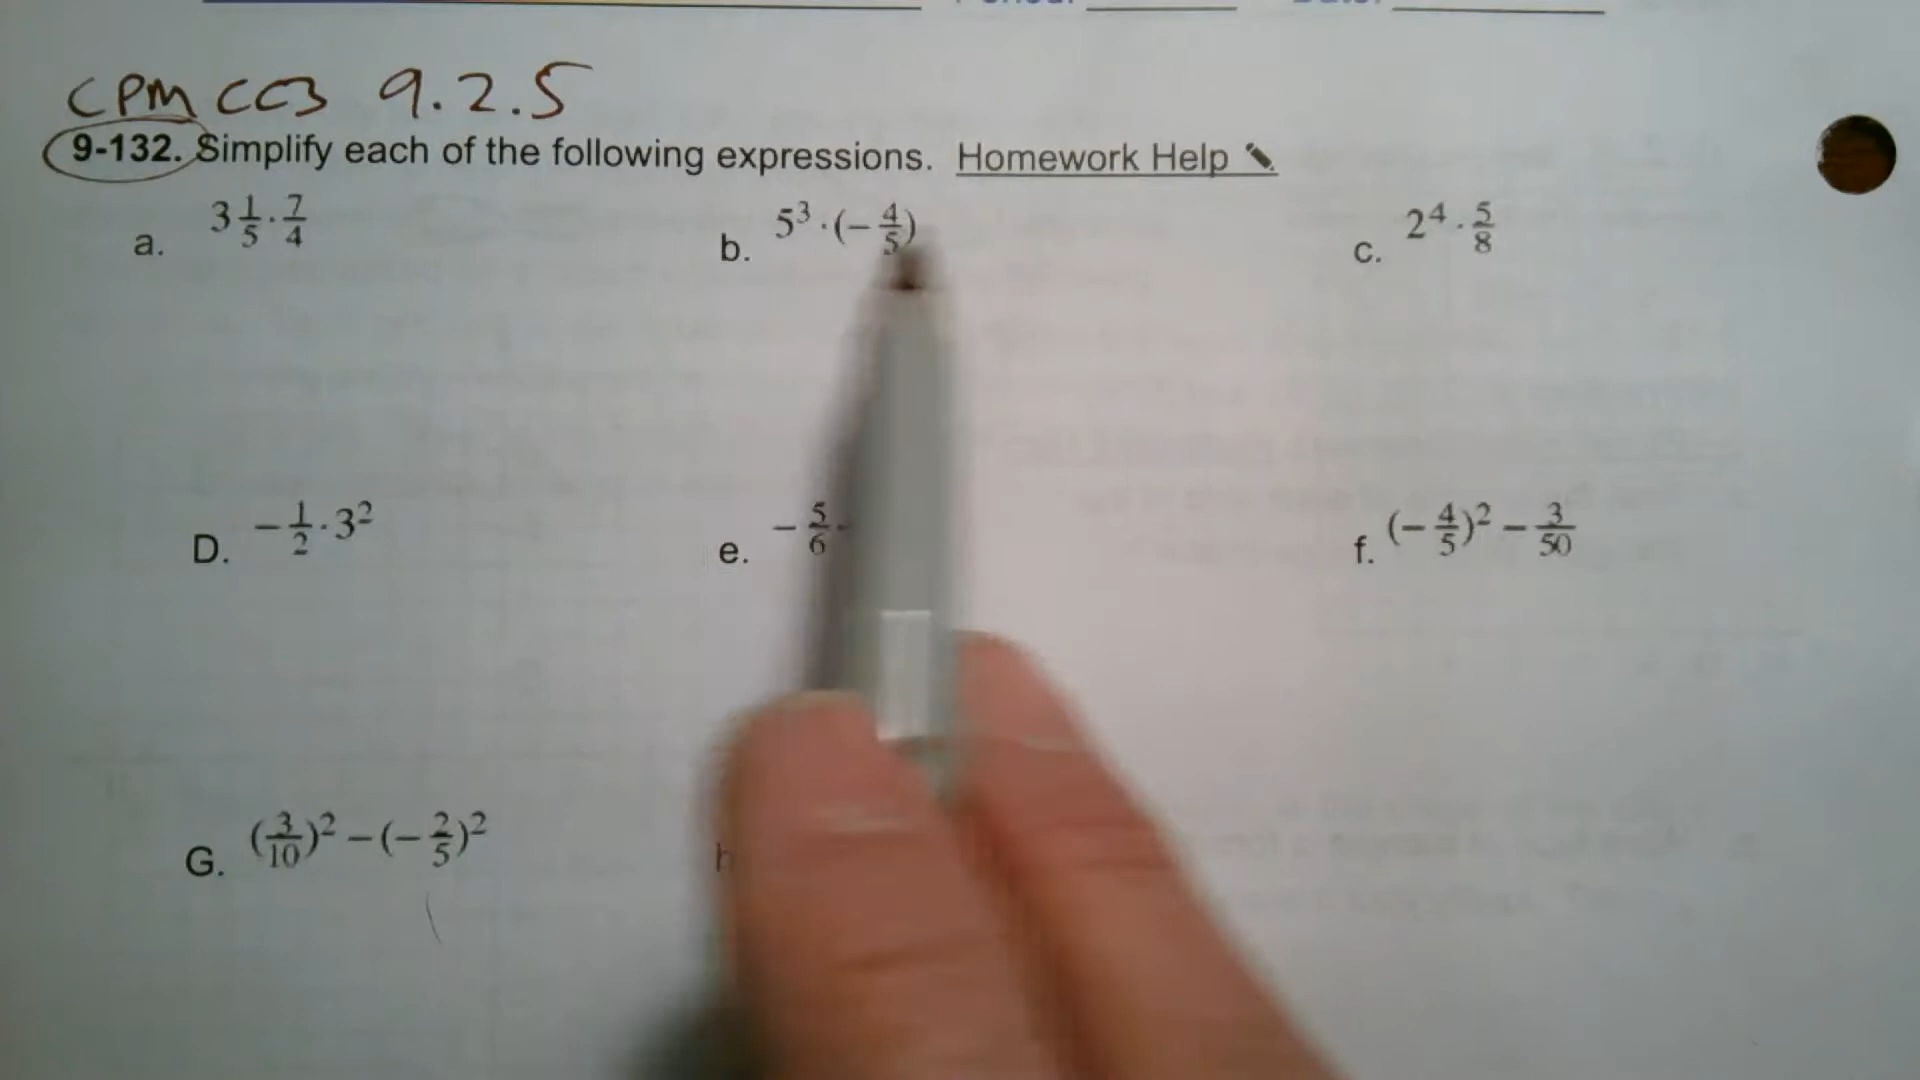 CPM CC3 9.2.5
9-132. Simplify each of the following expressions. Homework Help ✎
a. 3 1/5 · 7/4
b. 5³ · (− 4/5)
c. 2⁴ · 5/8
D. − 1/2 · 3²
e. − 5/6 ·
f. (− 4/5)² − 3/50
G. (3/10)² − (− 2/5)²
h